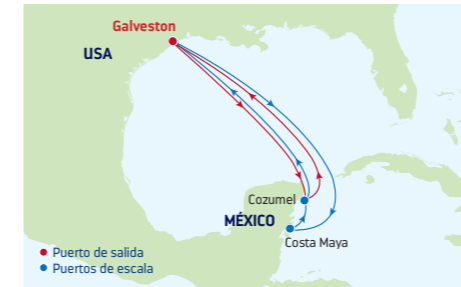 Galveston
USA
Cozumel
MÉXICO
Costa Maya
Puerto de salida
Puertos de escala